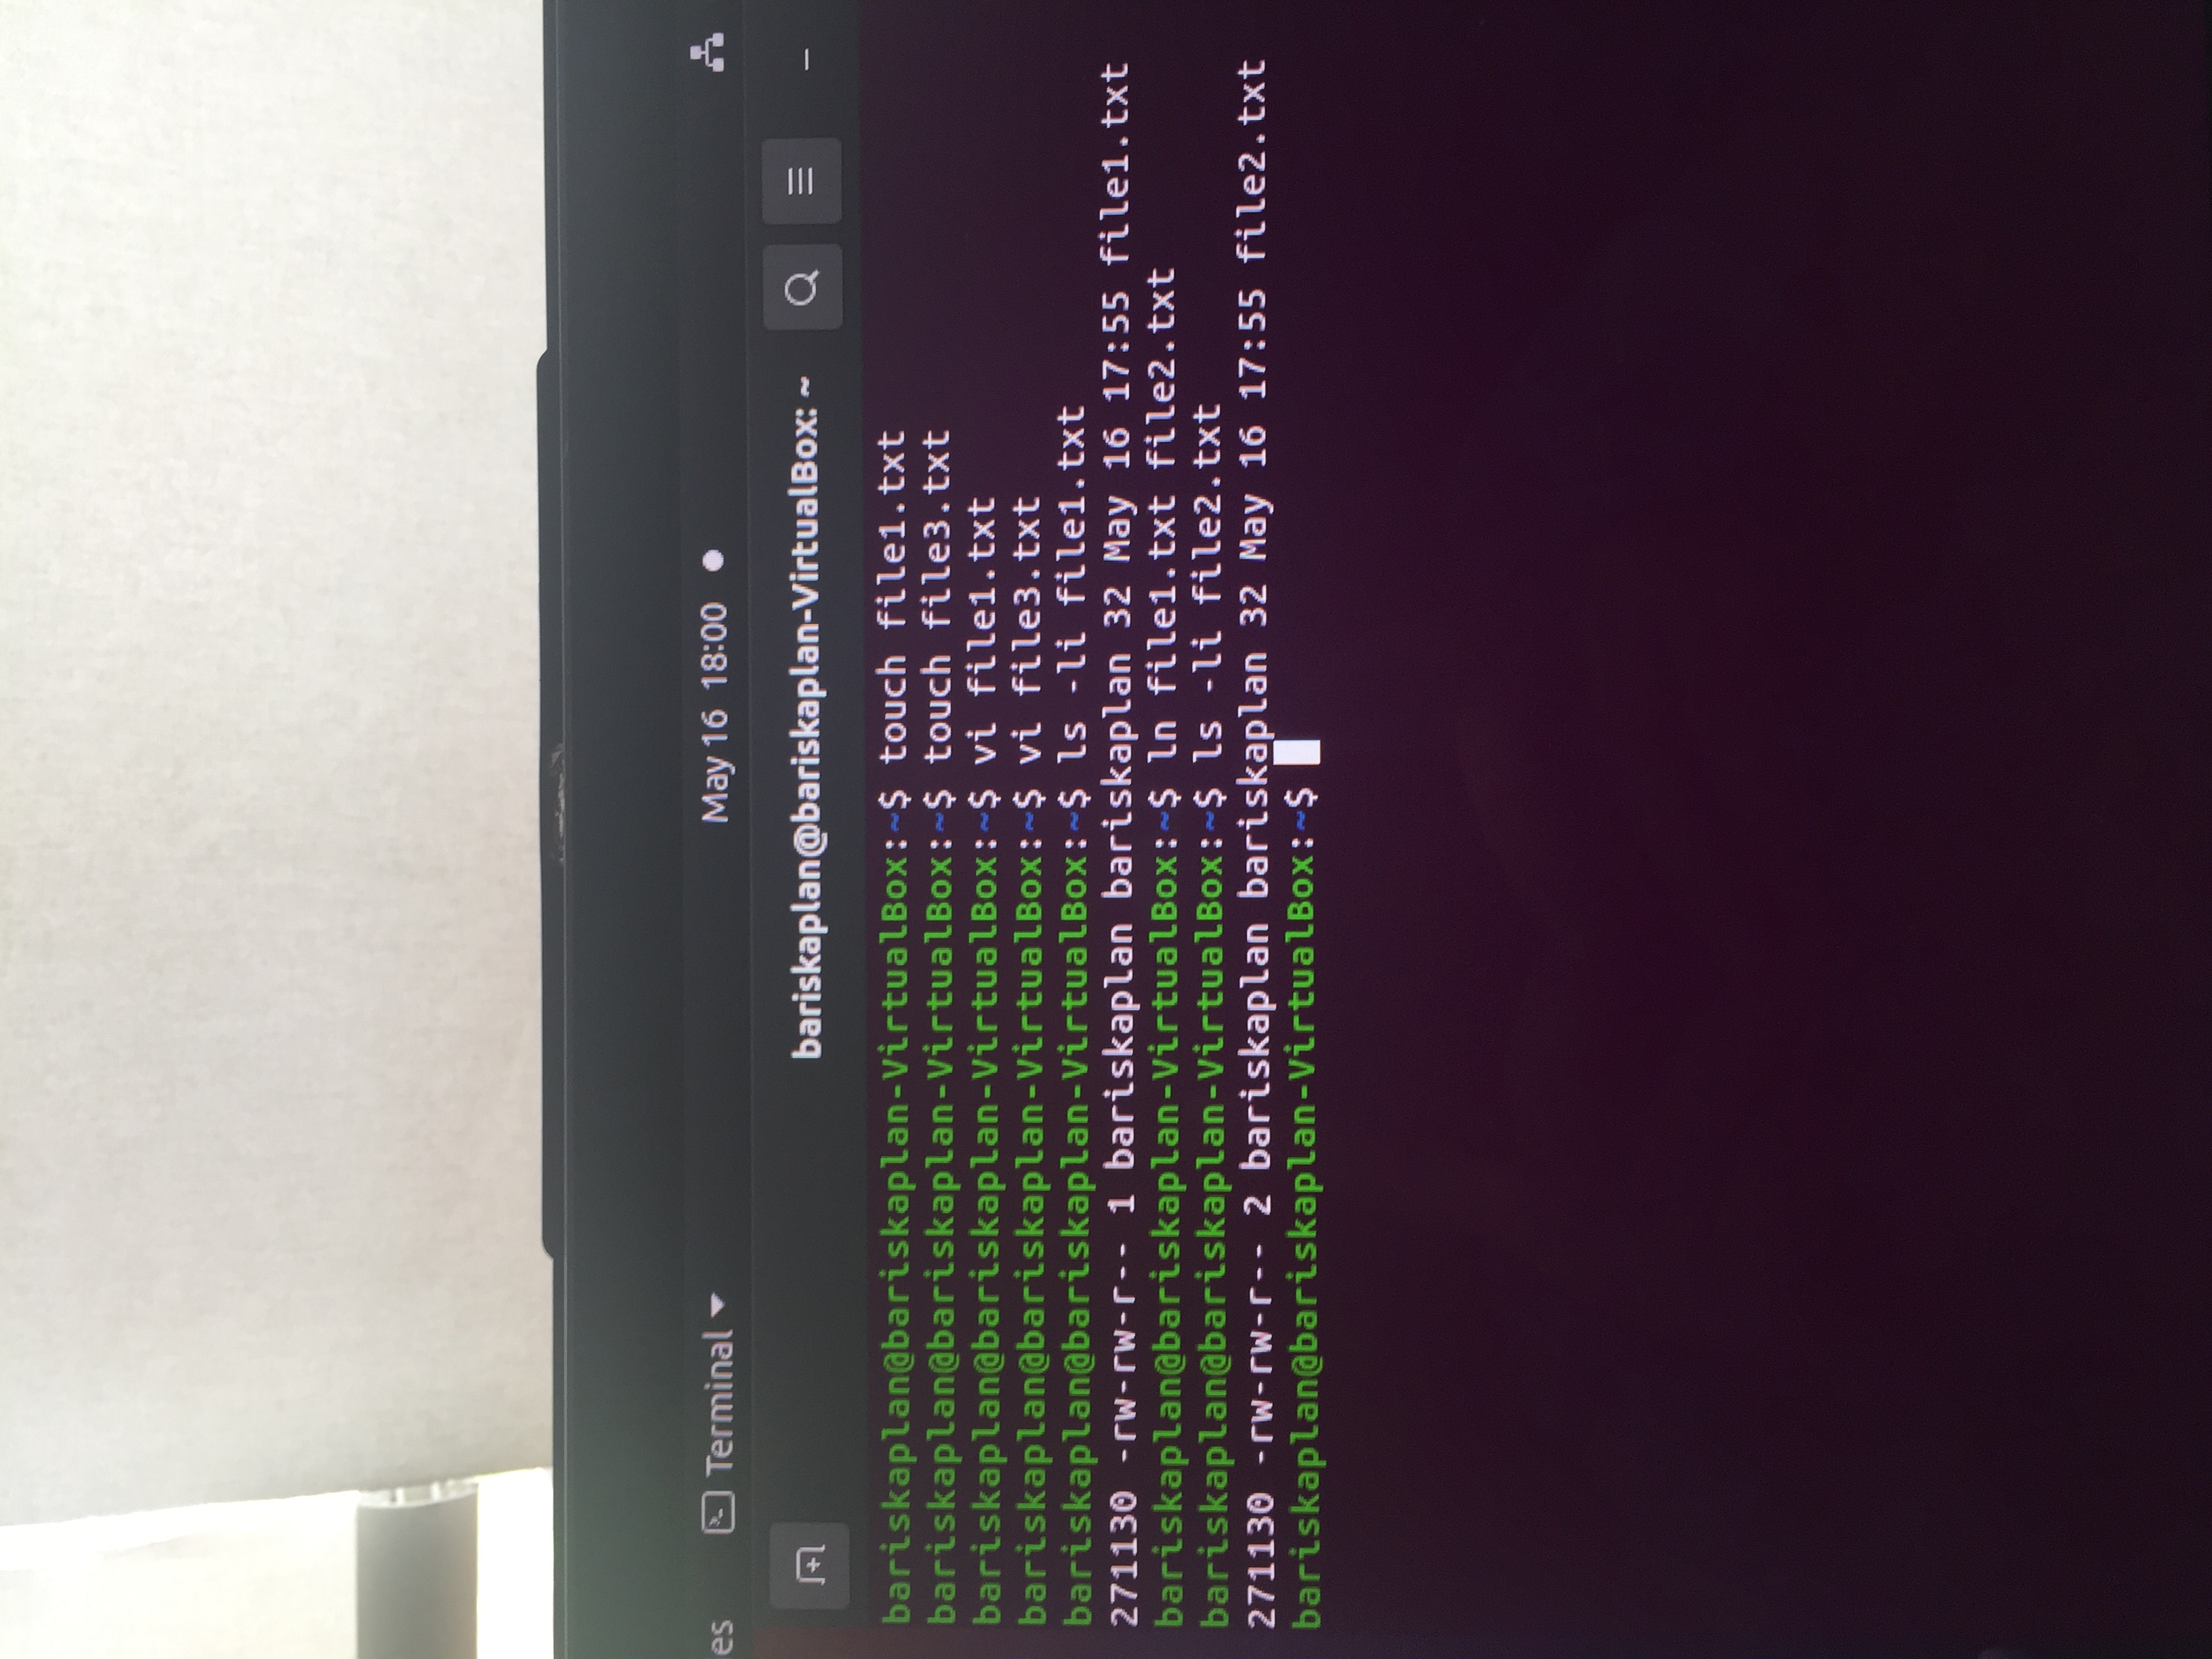 es Terminal May 16 18:00
bariskaplan@bariskaplan-VirtualBox: ~
bariskaplan@bariskaplan-VirtualBox:~$ touch file1.txt
bariskaplan@bariskaplan-VirtualBox:~$ touch file3.txt
bariskaplan@bariskaplan-VirtualBox:~$ vi file1.txt
bariskaplan@bariskaplan-VirtualBox:~$ vi file3.txt
bariskaplan@bariskaplan-VirtualBox:~$ ls -li file1.txt
271130 -rw-rw-r-- 1 bariskaplan bariskaplan 32 May 16 17:55 file1.txt
bariskaplan@bariskaplan-VirtualBox:~$ ln file1.txt file2.txt
bariskaplan@bariskaplan-VirtualBox:~$ ls -li file2.txt
271130 -rw-rw-r-- 2 bariskaplan bariskaplan 32 May 16 17:55 file2.txt
bariskaplan@bariskaplan-VirtualBox:~$